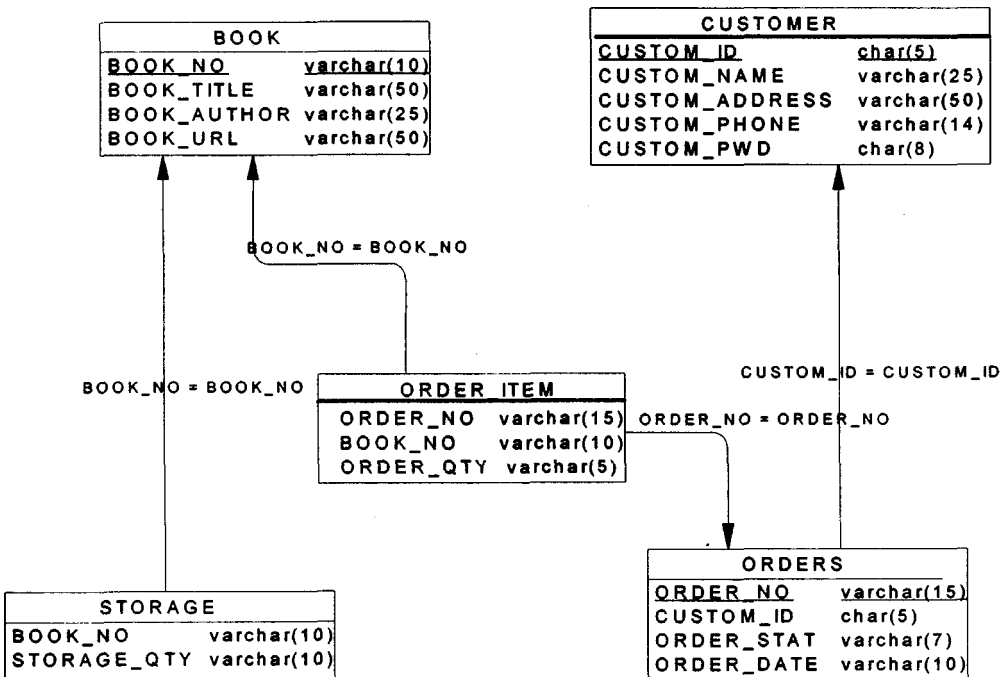 BOOK
BOOK_NO varchar(10)
BOOK_TITLE varchar(50)
BOOK_AUTHOR varchar(25)
BOOK_URL varchar(50)
CUSTOMER
CUSTOM_ID char(5)
CUSTOM_NAME varchar(25)
CUSTOM_ADDRESS varchar(50)
CUSTOM_PHONE varchar(14)
CUSTOM_PWD char(8)
BOOK_NO = BOOK_NO
BOOK_NO = BOOK_NO
CUSTOM_ID = CUSTOM_ID
ORDER_ITEM
ORDER_NO varchar(15)
BOOK_NO varchar(10)
ORDER_QTY varchar(5)
ORDER_NO = ORDER_NO
STORAGE
BOOK_NO varchar(10)
STORAGE_QTY varchar(10)
ORDERS
ORDER_NO varchar(15)
CUSTOM_ID char(5)
ORDER_STAT varchar(7)
ORDER_DATE varchar(10)